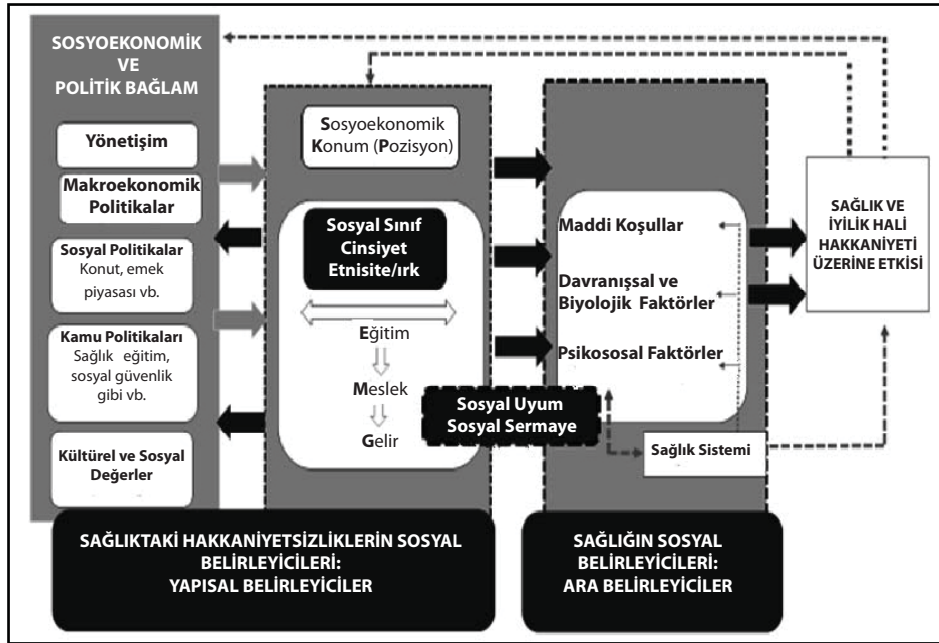 SOSYOEKONOMİK
VE
POLİTİK BAĞLAM
Yönetişim
Makroekonomik
Politikalar
Sosyal Politikalar
Konut, emek
piyasası vb.
Kamu Politikaları
Sağlık eğitim,
sosyal güvenlik
gibi vb.
Kültürel ve Sosyal
Değerler
Sosyoekonomik
Konum (Pozisyon)
Sosyal Sınıf
Cinsiyet
Etnisite/ırk
Eğitim
Meslek
Gelir
Sosyal Uyum
Sosyal Sermaye
Maddi Koşullar
Davranışsal ve
Biyolojik Faktörler
Psikososal Faktörler
Sağlık Sistemi
SAĞLIK VE
İYİLİK HALİ
HAKKANİYETİ
ÜZERİNE ETKİSİ
SAĞLIKTAKİ HAKKANİYETSİZLİKLERİN SOSYAL
BELİRLEYİCİLERİ:
YAPISAL BELİRLEYİCİLER
SAĞLIĞIN SOSYAL
BELİRLEYİCİLERİ:
ARA BELİRLEYİCİLER